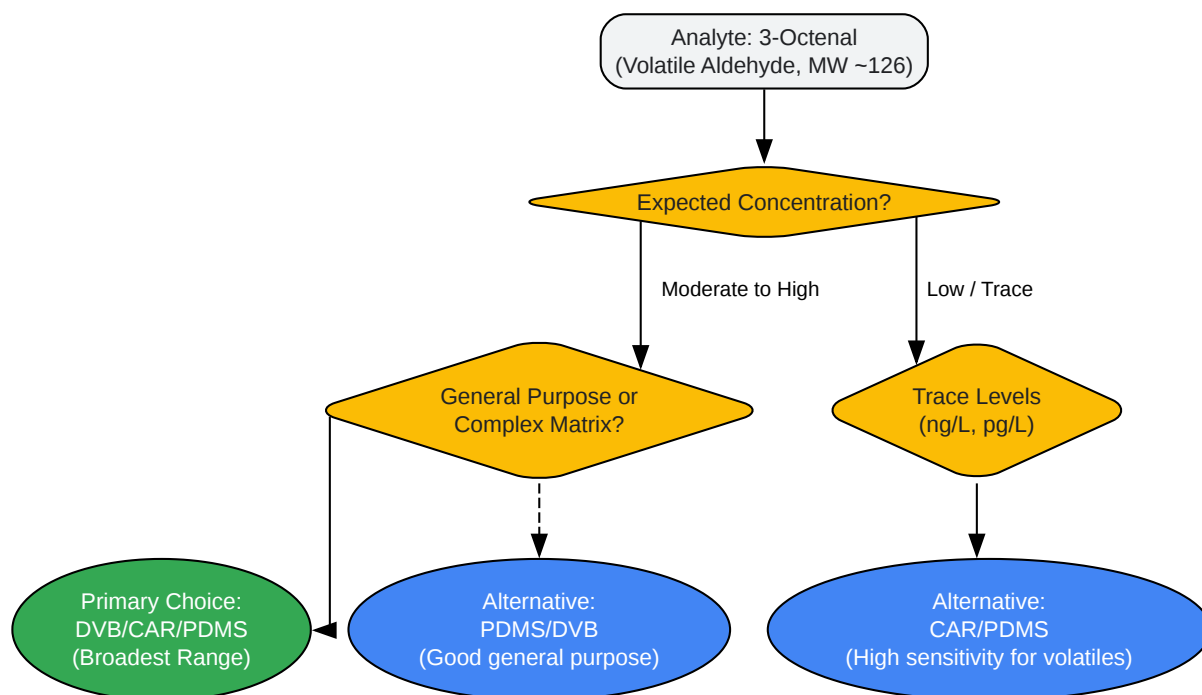 Analyte: 3-Octenal
(Volatile Aldehyde, MW ~126)
Expected Concentration?
Moderate to High
Low / Trace
General Purpose or
Complex Matrix?
Trace Levels
(ng/L, pg/L)
Primary Choice:
DVB/CAR/PDMS
(Broadest Range)
Alternative:
PDMS/DVB
(Good general purpose)
Alternative:
CAR/PDMS
(High sensitivity for volatiles)